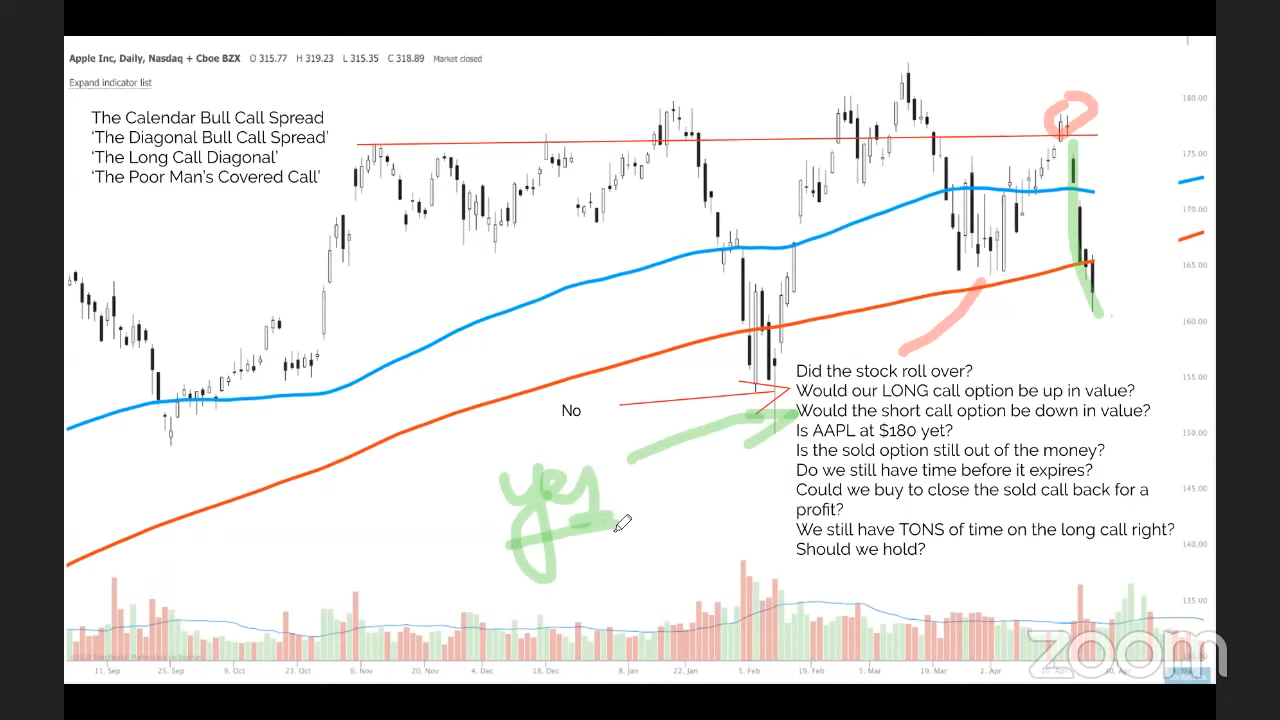 Apple Inc, Daily, Nasdaq + Cboe BZX O 315.77 H 319.23 L 315.35 C 318.89 Market closed
Expand indicator list
The Calendar Bull Call Spread
‘The Diagonal Bull Call Spread’
‘The Long Call Diagonal’
‘The Poor Man’s Covered Call’
180.00
175.00
170.00
165.00
160.00
155.00
150.00
145.00
140.00
135.00
Did the stock roll over?
Would our LONG call option be up in value?
Would the short call option be down in value?
Is AAPL at $180 yet?
Is the sold option still out of the money?
Do we still have time before it expires?
Could we buy to close the sold call back for a
profit?
We still have TONS of time on the long call right?
Should we hold?
No
yes
11. Sep 25. Sep 9. Oct 23. Oct 6. Nov 20. Nov 4. Dec 18. Dec 8. Jan 22. Jan 5. Feb 19. Feb 5. Mar 19. Mar 2. Apr
zoom